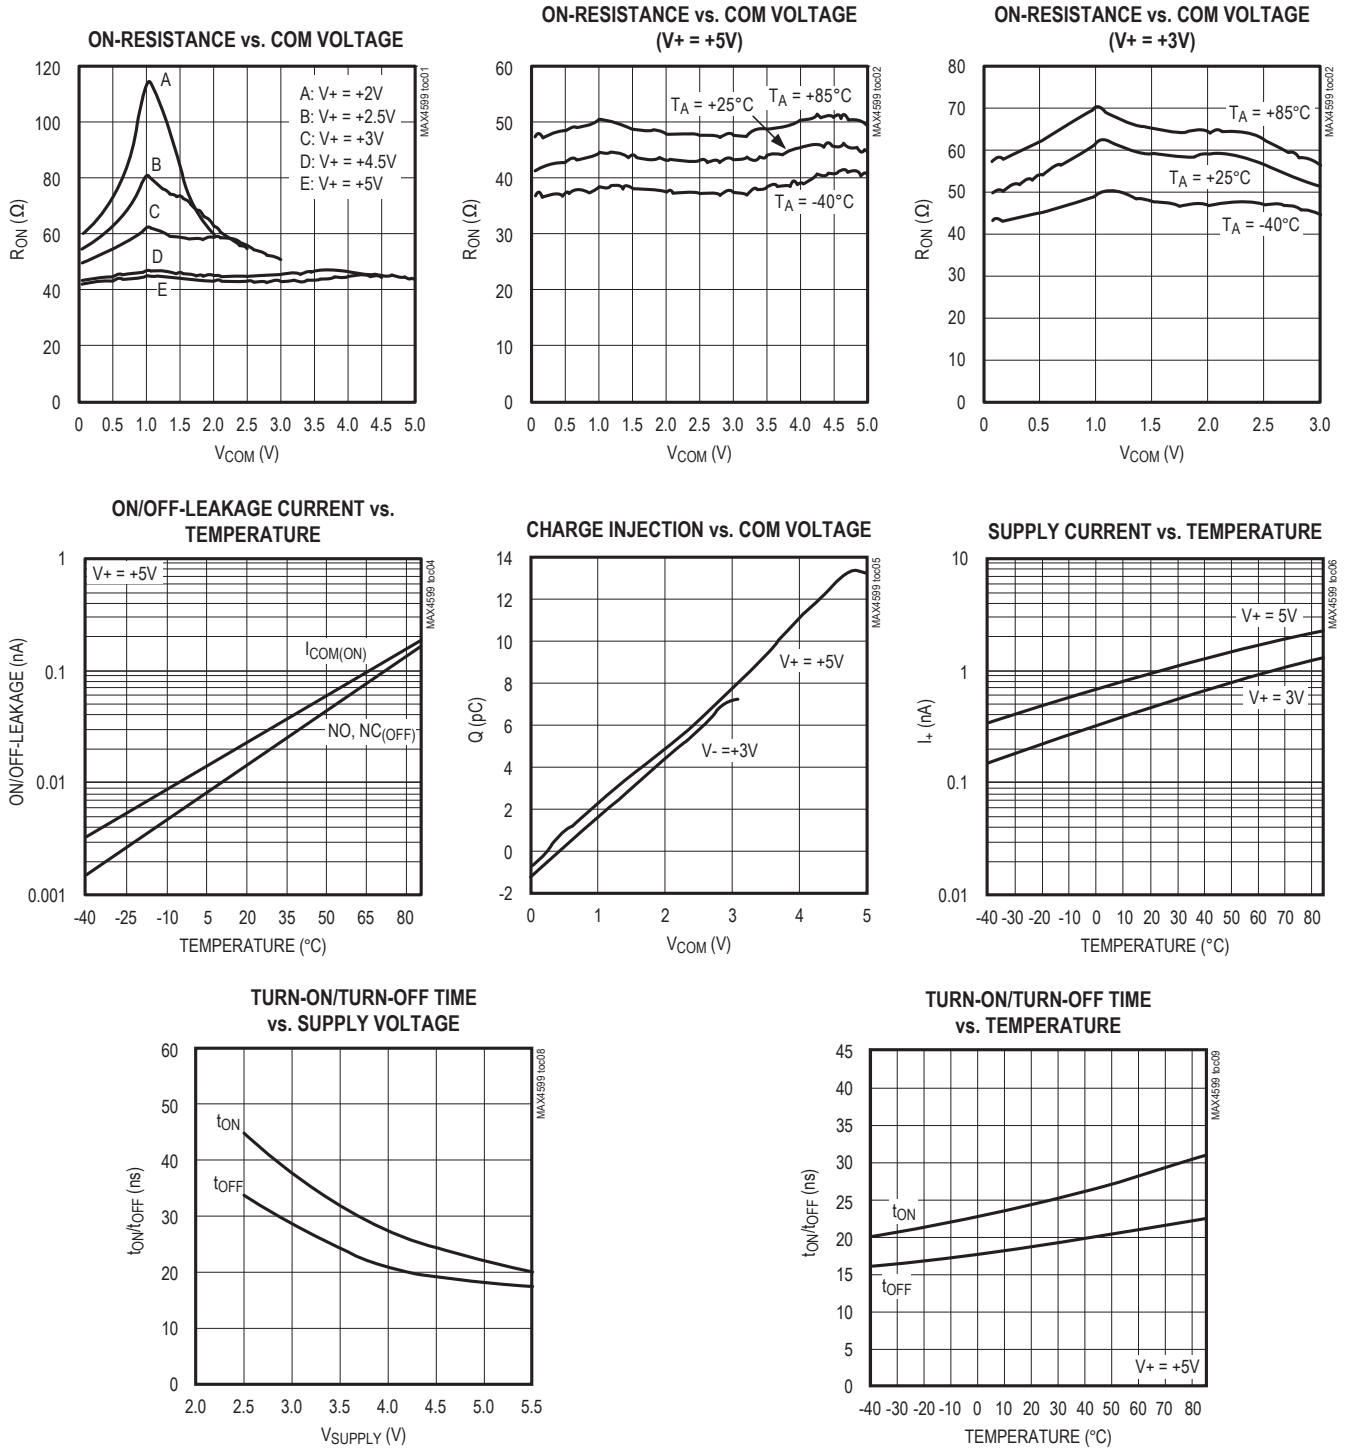 ON-RESISTANCE vs. COM VOLTAGE
120
100
80
60
40
20
0
RON (Ω)
A
B
C
D
E
A: V+ = +2V
B: V+ = +2.5V
C: V+ = +3V
D: V+ = +4.5V
E: V+ = +5V
MAX4599 toc01
0 0.5 1.0 1.5 2.0 2.5 3.0 3.5 4.0 4.5 5.0
VCOM (V)
ON-RESISTANCE vs. COM VOLTAGE
(V+ = +5V)
60
50
40
30
20
10
0
RON (Ω)
TA = +25°C
TA = +85°C
TA = -40°C
MAX4599 toc02
0 0.5 1.0 1.5 2.0 2.5 3.0 3.5 4.0 4.5 5.0
VCOM (V)
ON-RESISTANCE vs. COM VOLTAGE
(V+ = +3V)
80
70
60
50
40
30
20
10
0
RON (Ω)
TA = +85°C
TA = +25°C
TA = -40°C
MAX4599 toc02
0 0.5 1.0 1.5 2.0 2.5 3.0
VCOM (V)
ON/OFF-LEAKAGE CURRENT vs.
TEMPERATURE
1
0.1
0.01
0.001
ON/OFF-LEAKAGE (nA)
V+ = +5V
ICOM(ON)
NO, NC(OFF)
MAX4599 toc04
-40 -25 -10 5 20 35 50 65 80
TEMPERATURE (°C)
CHARGE INJECTION vs. COM VOLTAGE
14
12
10
8
6
4
2
0
-2
Q (pC)
V+ = +5V
V- =+3V
MAX4599 toc05
0 1 2 3 4 5
VCOM (V)
SUPPLY CURRENT vs. TEMPERATURE
10
1
0.1
0.01
I+ (nA)
V+ = 5V
V+ = 3V
MAX4599 toc06
-40 -30 -20 -10 0 10 20 30 40 50 60 70 80
TEMPERATURE (°C)
TURN-ON/TURN-OFF TIME
vs. SUPPLY VOLTAGE
60
50
40
30
20
10
0
tON/tOFF (ns)
tON
tOFF
MAX4599 toc08
2.0 2.5 3.0 3.5 4.0 4.5 5.0 5.5
VSUPPLY (V)
TURN-ON/TURN-OFF TIME
vs. TEMPERATURE
45
40
35
30
25
20
15
10
5
0
tON/tOFF (ns)
tON
tOFF
V+ = +5V
MAX4599 toc09
-40 -30 -20 -10 0 10 20 30 40 50 60 70 80
TEMPERATURE (°C)